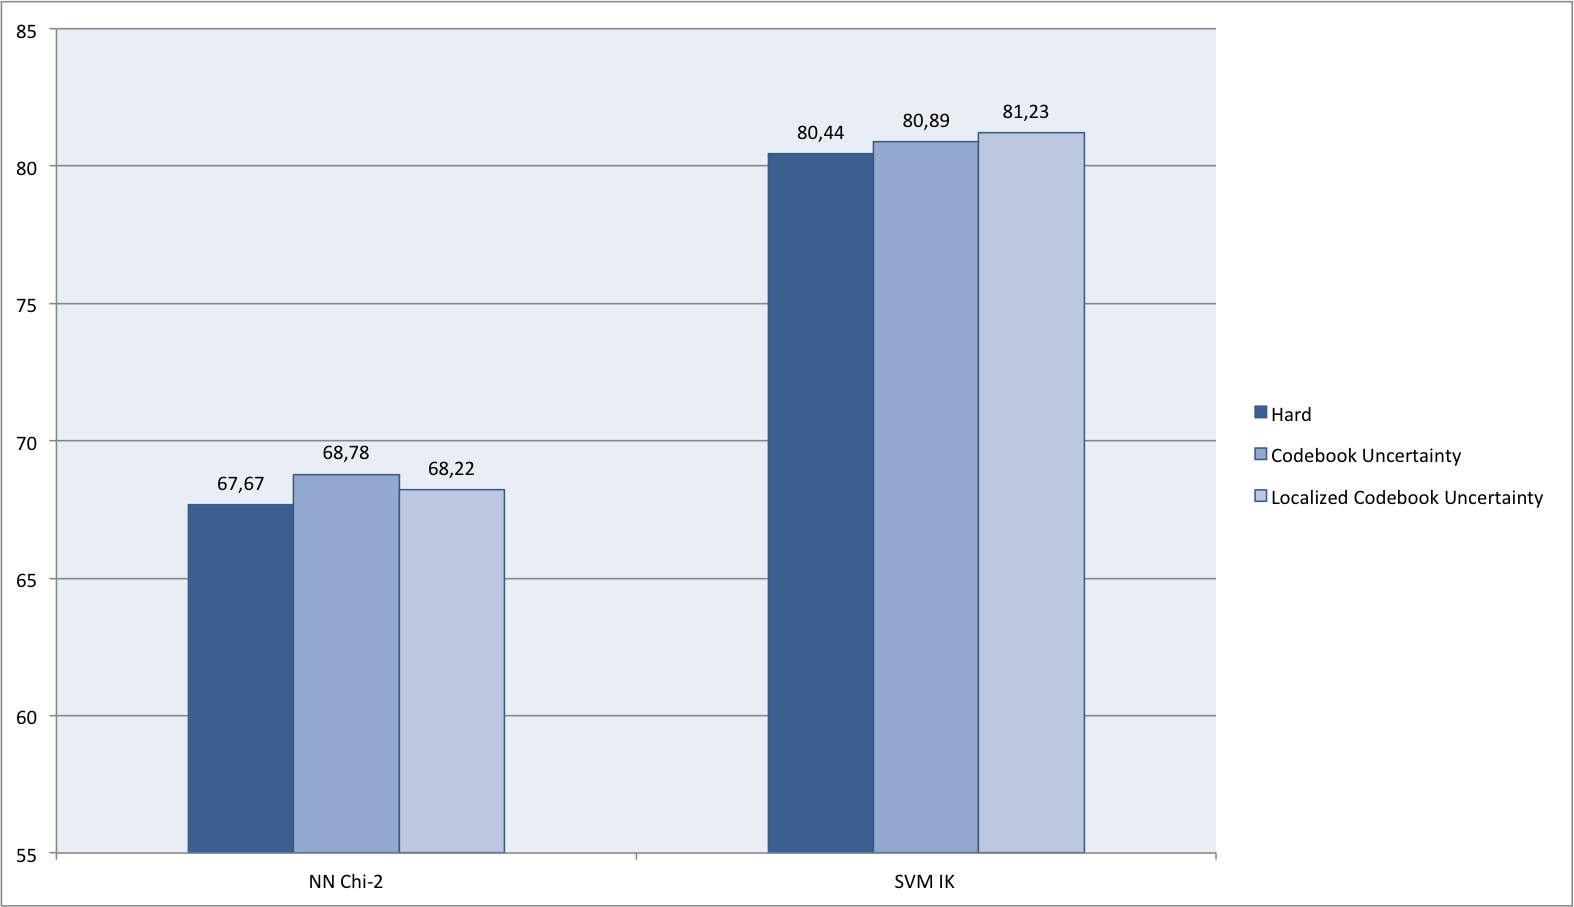 85
80
75
70
65
60
55
67,67
68,78
68,22
80,44
80,89
81,23
NN Chi-2
SVM IK
Hard
Codebook Uncertainty
Localized Codebook Uncertainty